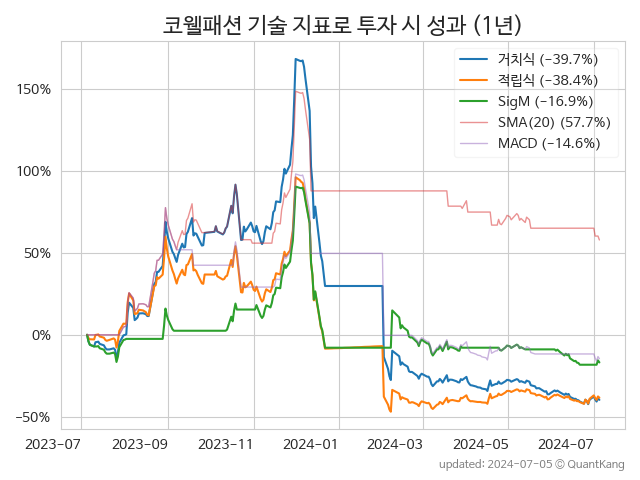 코웰패션 기술 지표로 투자 시 성과 (1년)
거치식 (−39.7%)
적립식 (−38.4%)
SigM (−16.9%)
SMA(20) (57.7%)
MACD (−14.6%)
150%
100%
50%
0%
−50%
2023-07 2023-09 2023-11 2024-01 2024-03 2024-05 2024-07
updated: 2024-07-05 © QuantKang